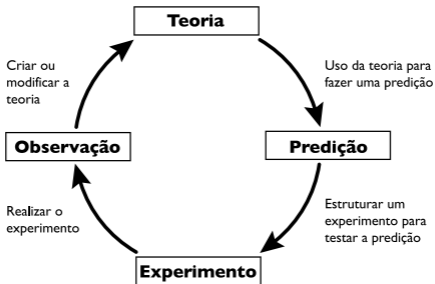 Teoria
Criar ou
modificar a
teoria
Uso da teoria para
fazer uma predição
Observação
Predição
Realizar o
experimento
Estruturar um
experimento para
testar a predição
Experimento